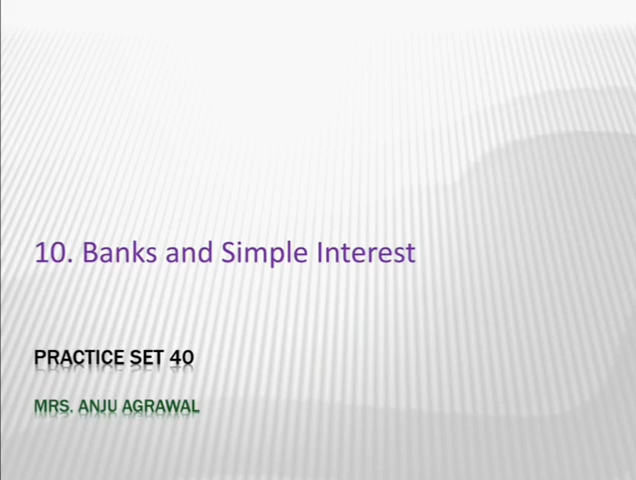 10. Banks and Simple Interest
PRACTICE SET 40
MRS. ANJU AGRAWAL